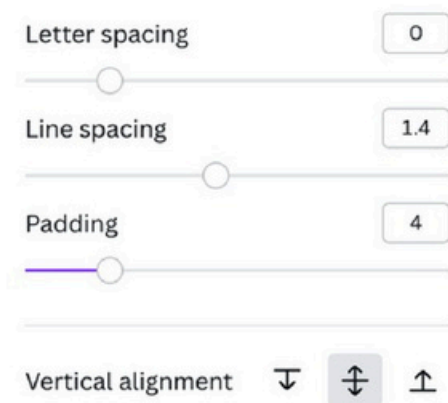 Letter spacing 0
Line spacing 1.4
Padding 4
Vertical alignment